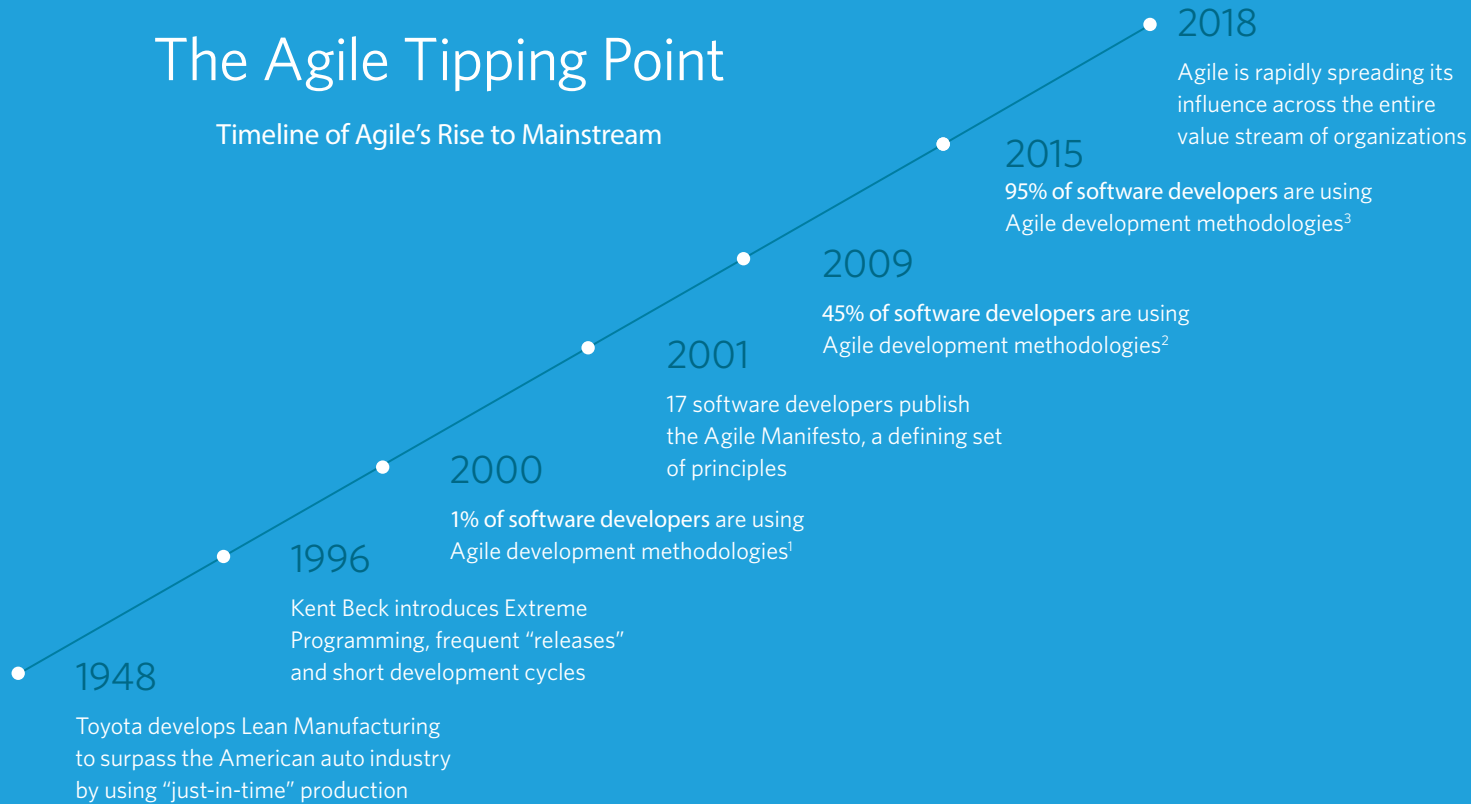 The Agile Tipping Point
Timeline of Agile’s Rise to Mainstream
2018
Agile is rapidly spreading its
influence across the entire
value stream of organizations
2015
95% of software developers are using
Agile development methodologies³
2009
45% of software developers are using
Agile development methodologies²
2001
17 software developers publish
the Agile Manifesto, a defining set
of principles
2000
1% of software developers are using
Agile development methodologies¹
1996
Kent Beck introduces Extreme
Programming, frequent “releases”
and short development cycles
1948
Toyota develops Lean Manufacturing
to surpass the American auto industry
by using “just-in-time” production